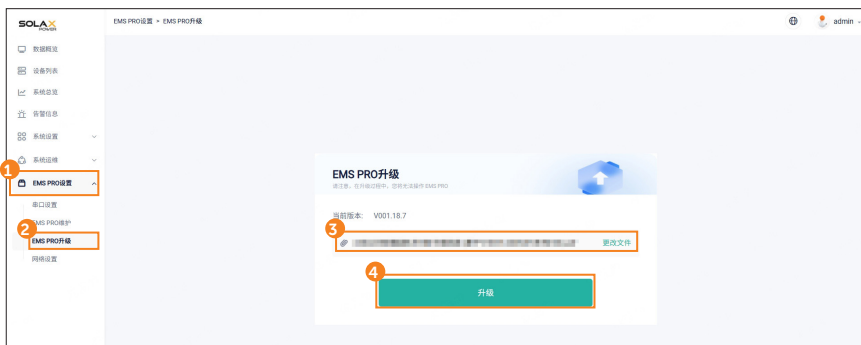 SOLAX
POWER
EMS PRO设置 • EMS PRO升级
admin
数据概览
设备列表
系统总览
告警信息
系统设置
系统运维
1
EMS PRO设置
串口设置
EMS PRO维护
2
EMS PRO升级
网络设置
EMS PRO升级
请注意，在升级过程中，您将无法操作 EMS PRO
当前版本: V001.18.7
3
更改文件
4
升级